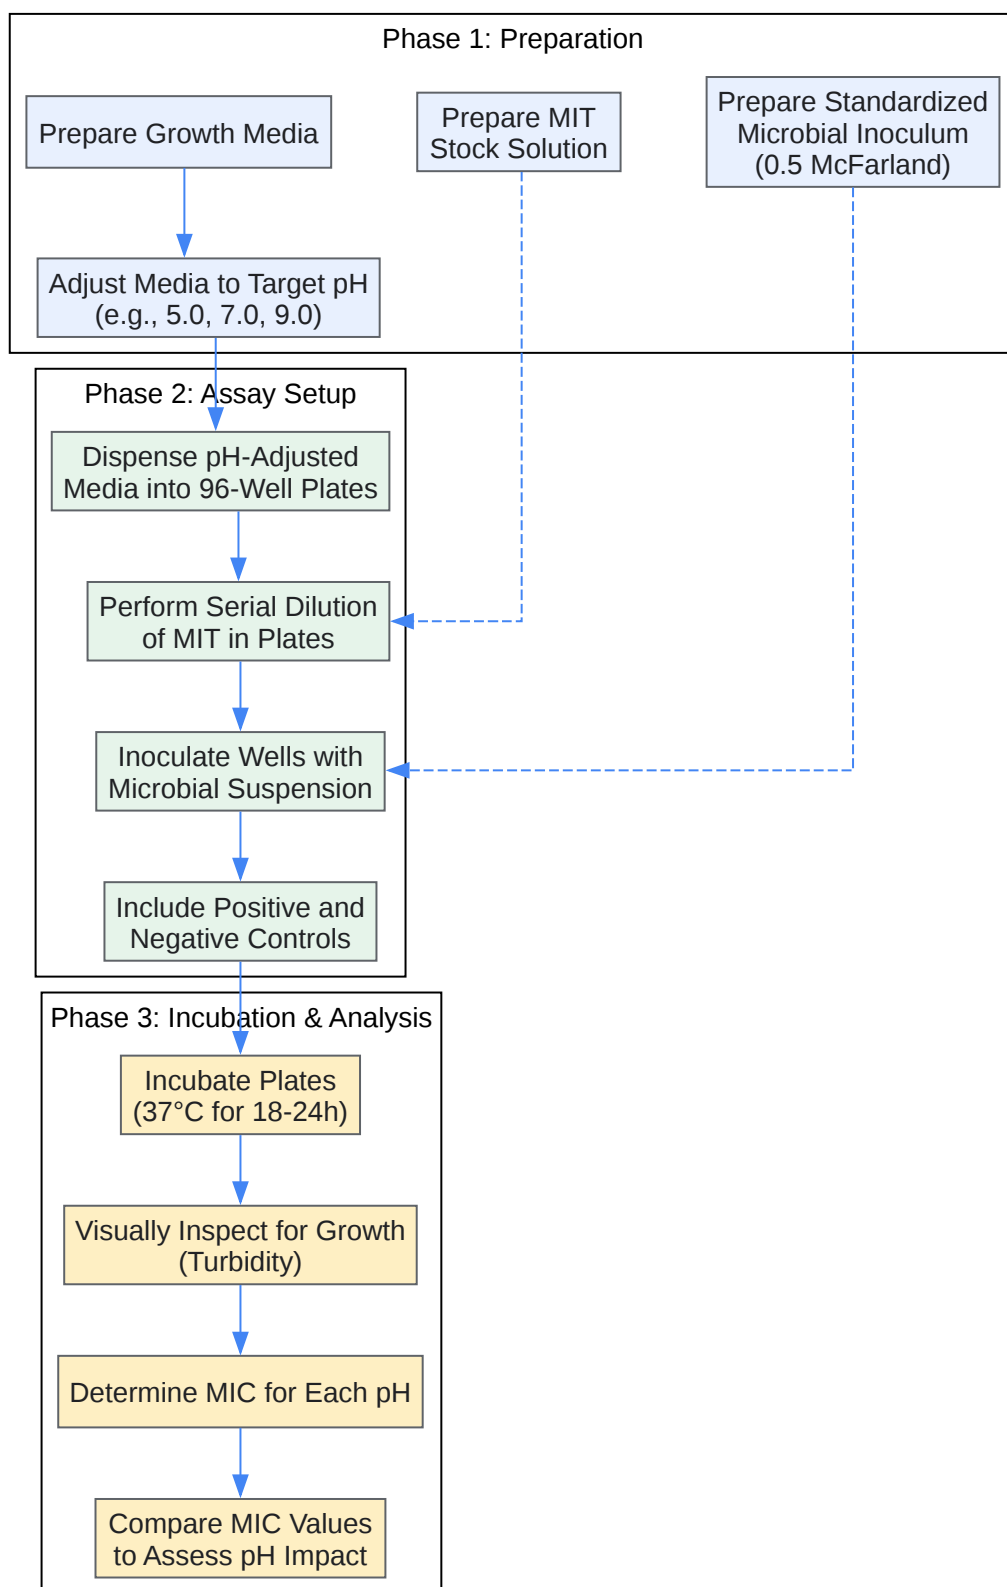 Phase 1: Preparation
Prepare Growth Media
Prepare MIT
Stock Solution
Prepare Standardized
Microbial Inoculum
(0.5 McFarland)
Adjust Media to Target pH
(e.g., 5.0, 7.0, 9.0)
Phase 2: Assay Setup
Dispense pH-Adjusted
Media into 96-Well Plates
Perform Serial Dilution
of MIT in Plates
Inoculate Wells with
Microbial Suspension
Include Positive and
Negative Controls
Phase 3: Incubation & Analysis
Incubate Plates
(37°C for 18-24h)
Visually Inspect for Growth
(Turbidity)
Determine MIC for Each pH
Compare MIC Values
to Assess pH Impact